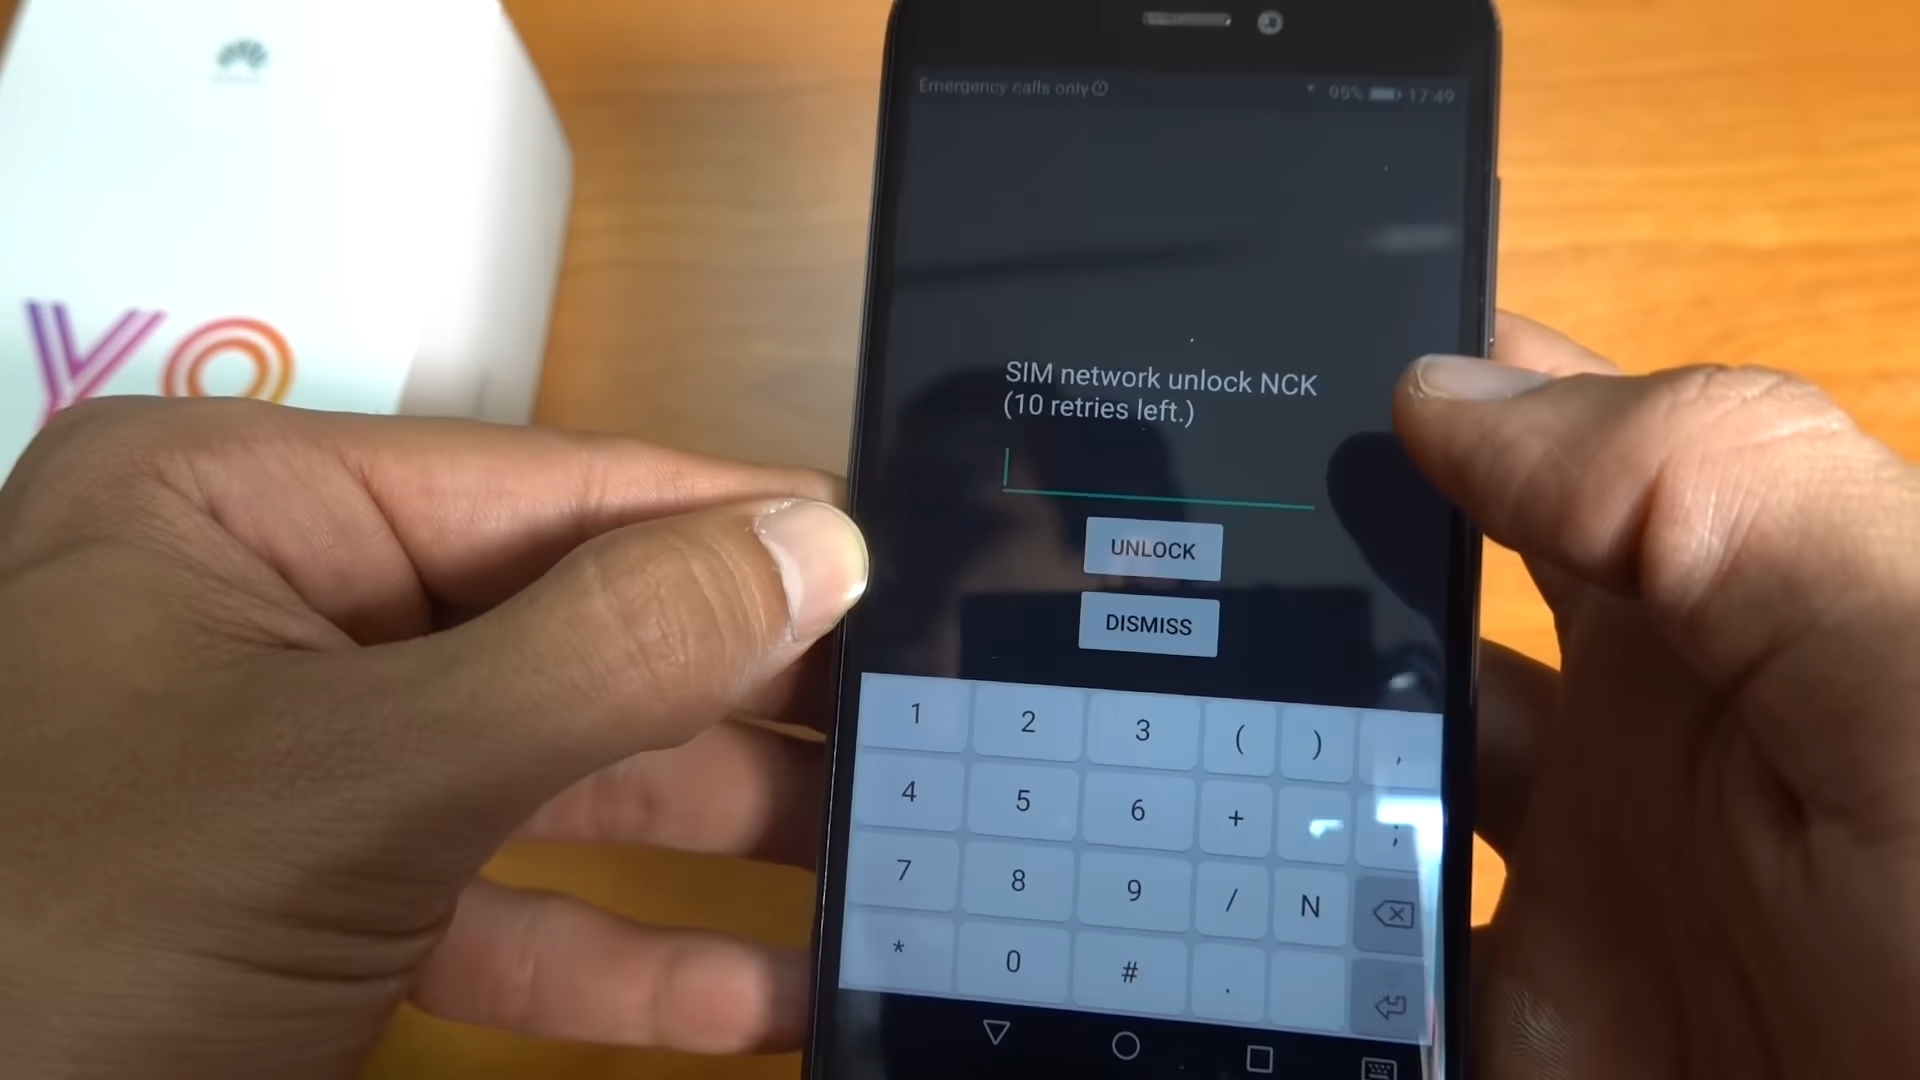 Emergency calls only
95% 17:49
SIM network unlock NCK
(10 retries left.)
UNLOCK
DISMISS
1 2 3 ( ) ,
4 5 6 + ;
7 8 9 / N
* 0 # .